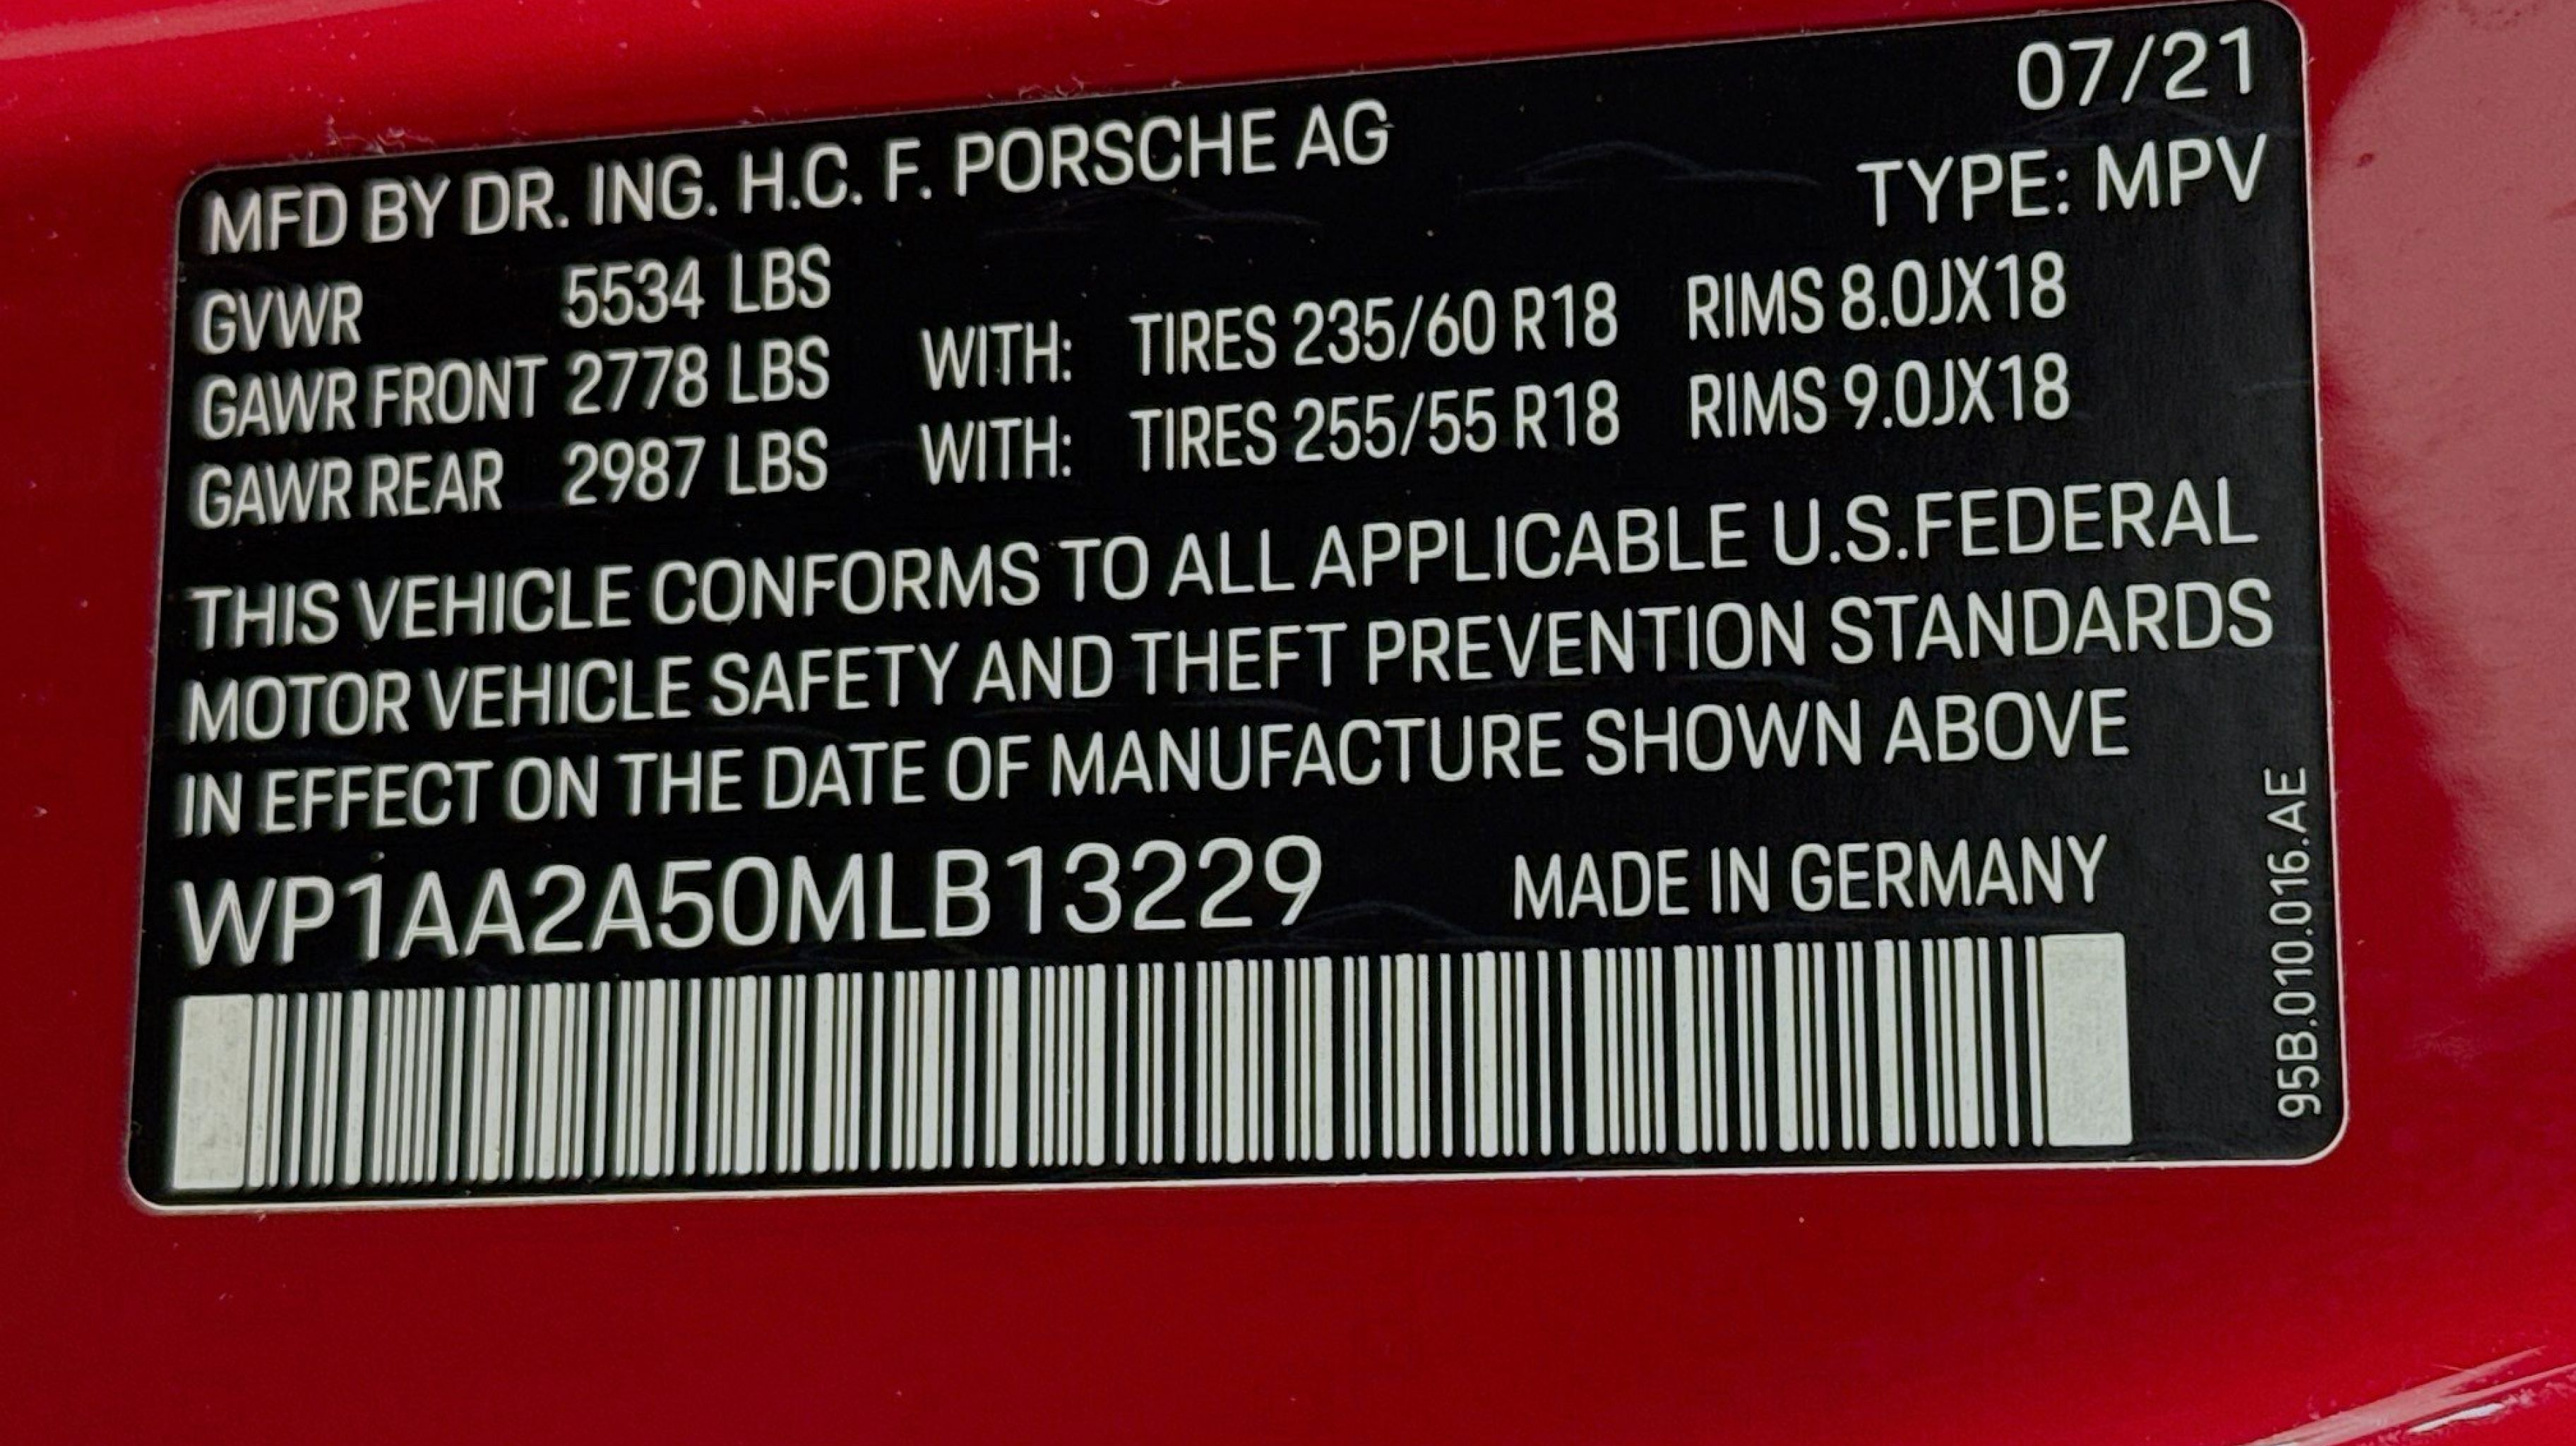 07/21
MFD BY DR. ING. H.C. F. PORSCHE AG
TYPE: MPV
GVWR 5534 LBS
GAWR FRONT 2778 LBS WITH: TIRES 235/60 R18 RIMS 8.0JX18
GAWR REAR 2987 LBS WITH: TIRES 255/55 R18 RIMS 9.0JX18
THIS VEHICLE CONFORMS TO ALL APPLICABLE U.S.FEDERAL
MOTOR VEHICLE SAFETY AND THEFT PREVENTION STANDARDS
IN EFFECT ON THE DATE OF MANUFACTURE SHOWN ABOVE
WP1AA2A50MLB13229 MADE IN GERMANY
95B.010.016.AE